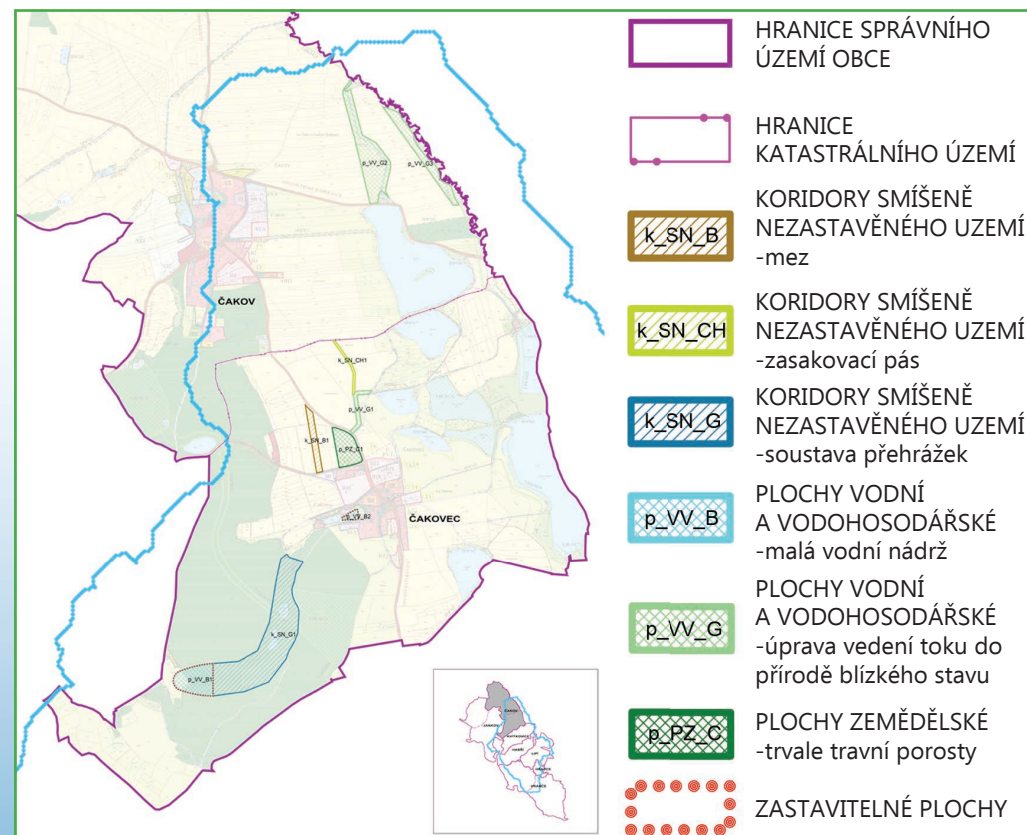 HRANICE SPRÁVNÍHO
ÚZEMÍ OBCE
HRANICE
KATASTRÁLNÍHO ÚZEMÍ
k_SN_B
KORIDORY SMÍŠENĚ
NEZASTAVĚNÉHO UZEMÍ
-mez
k_SN_CH
KORIDORY SMÍŠENĚ
NEZASTAVĚNÉHO UZEMÍ
-zasakovací pás
k_SN_G
KORIDORY SMÍŠENĚ
NEZASTAVĚNÉHO UZEMÍ
-soustava přehrážek
p_VV_B
PLOCHY VODNÍ
A VODOHOSODÁŘSKÉ
-malá vodní nádrž
p_VV_G
PLOCHY VODNÍ
A VODOHOSODÁŘSKÉ
-úprava vedení toku do
přírodě blízkého stavu
p_PZ_C
PLOCHY ZEMĚDĚLSKÉ
-trvale travní porosty
ZASTAVITELNÉ PLOCHY
p_VV_G2
p_VV_G3
ČAKOV
k_SN_CH1
p_VV_G1
k_SN_B1
p_PZ_C1
p_VV_B2
ČAKOVEC
k_SN_G1
p_VV_B1